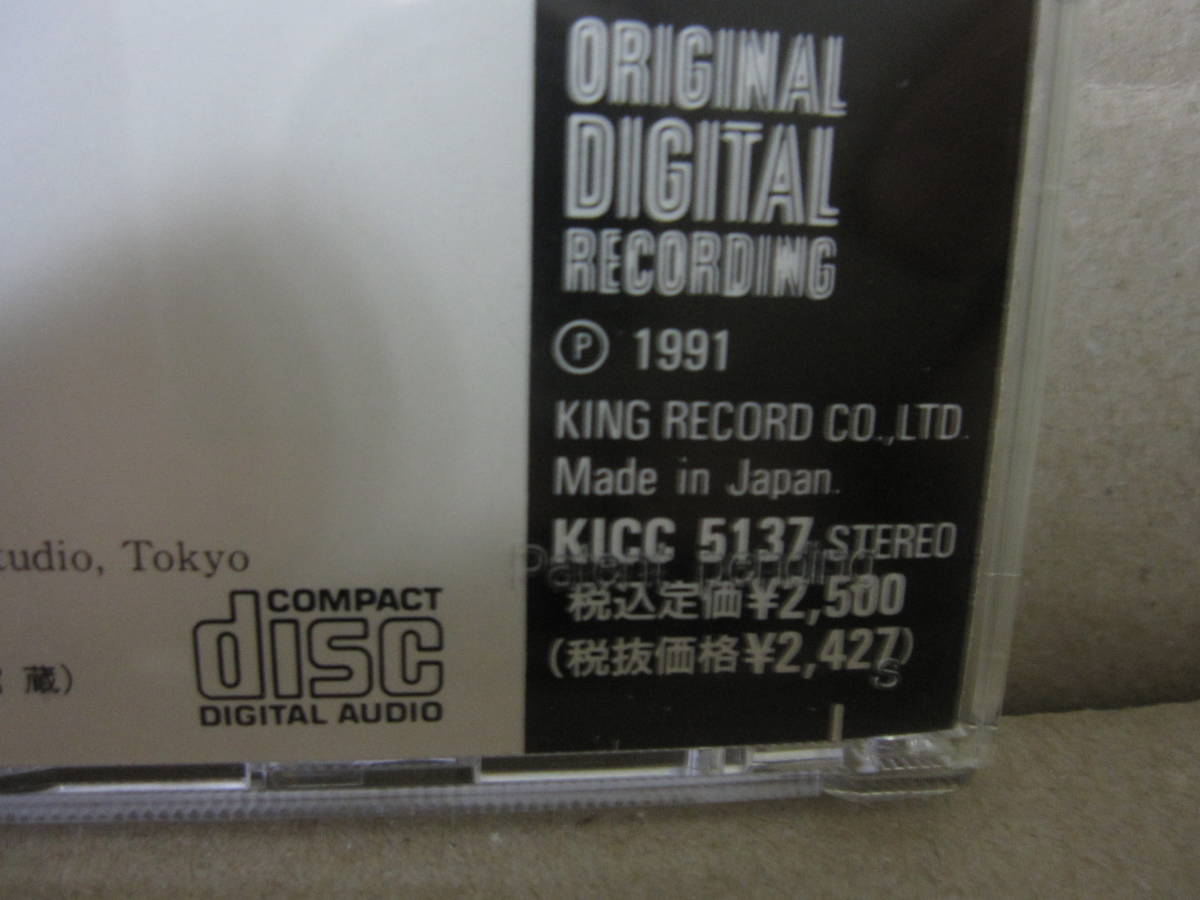 ORIGINAL
DIGITAL
RECORDING
Ⓟ 1991
KING RECORD CO.,LTD.
Made in Japan.
KICC 5137 STEREO
Patent pending
税込定価¥2,500
(税抜価格¥2,427)
S
Tokyo
蔵)
COMPACT
disc
DIGITAL AUDIO